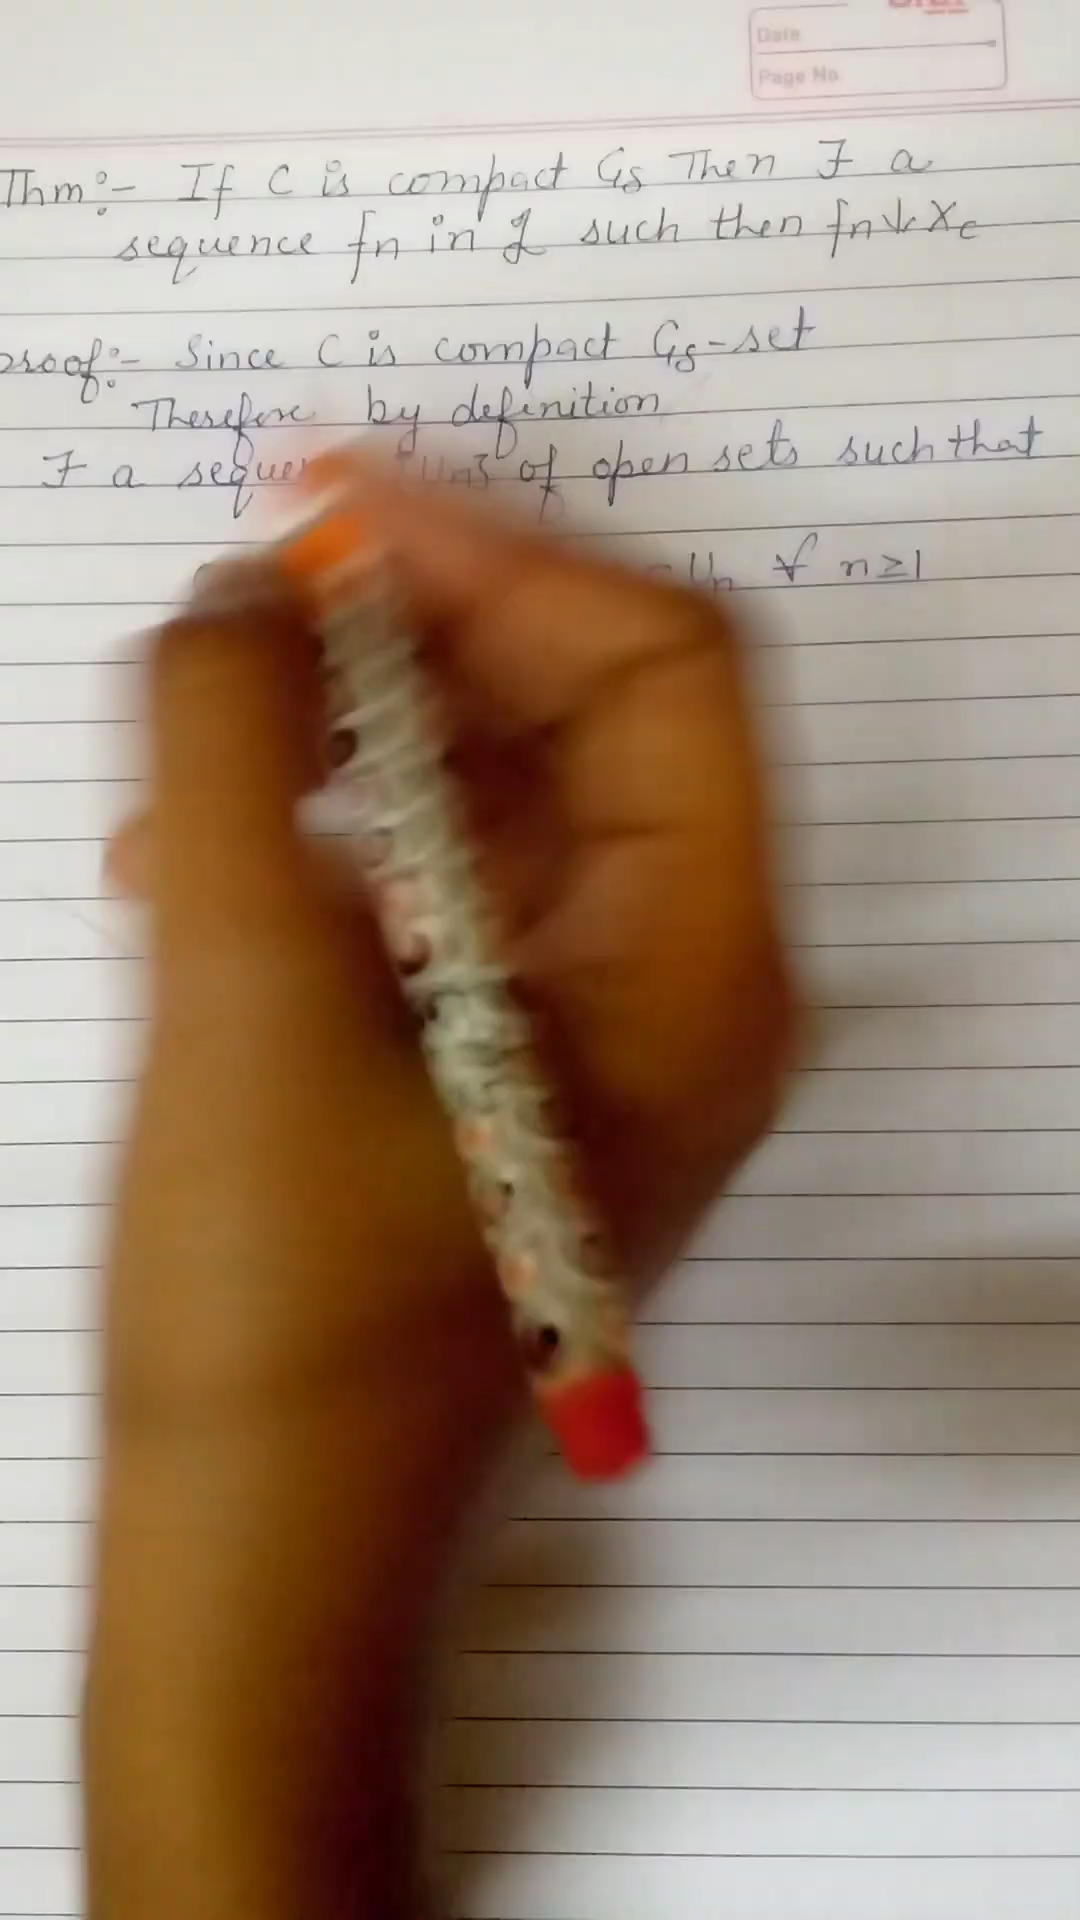 Date
Page No.
Thm:- If C is compact Gδ Then ∃ a
sequence fn in L such then fn↓χc
proof:- Since C is compact Gδ-set
Therefore by definition
∃ a of open sets such that
Un ∀ n≥1